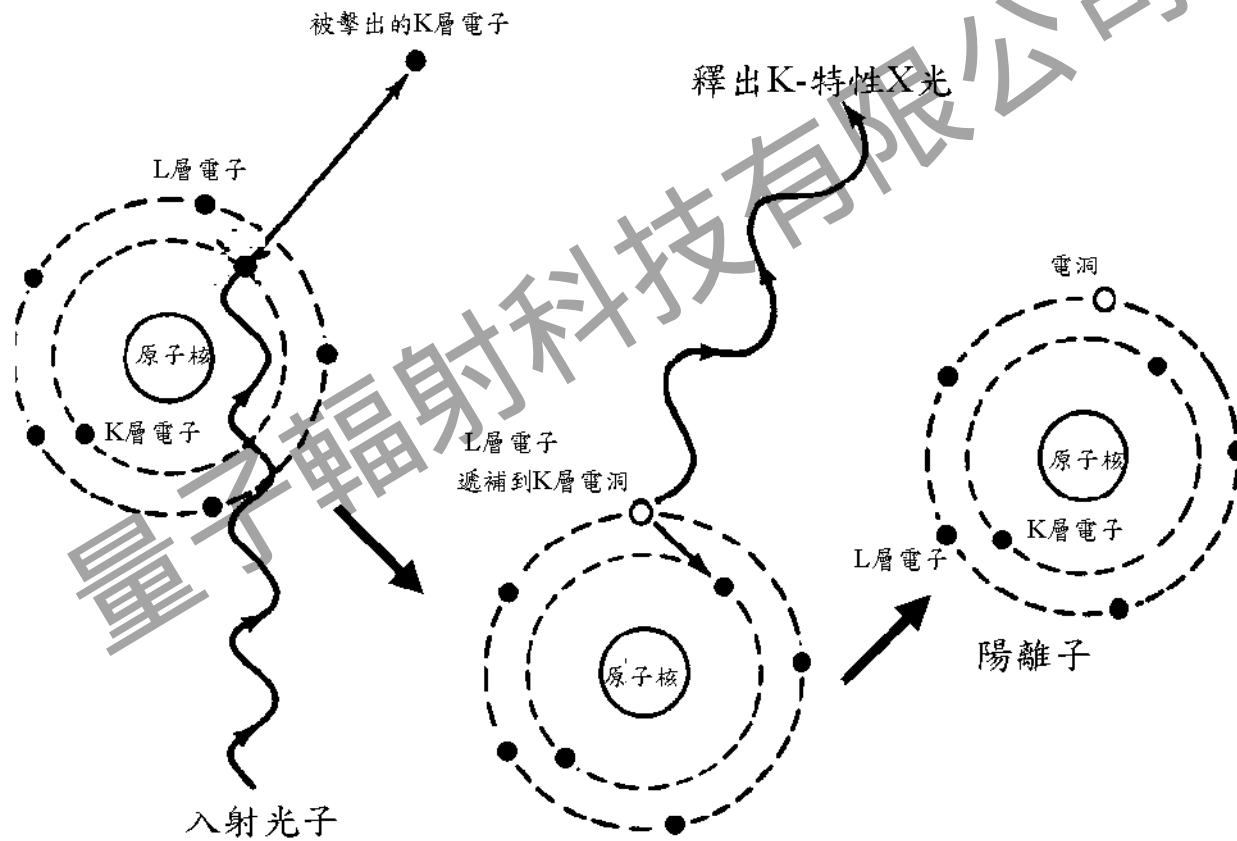 被擊出的K層電子
L層電子
原子核
K層電子
入射光子
釋出K-特性X光
L層電子
遞補到K層電洞
原子核
電洞
原子核
K層電子
L層電子
陽離子
量子輻射科技有限公司